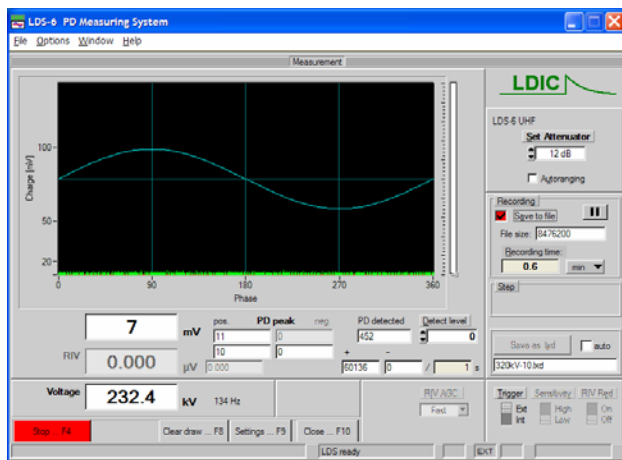 LDS-6 PD Measuring System
File Options Window Help
Measurement
LDIC
LDS-6 UHF
Set Attenuator
12 dB
Autoranging
Recording
Save to file
File size: 8476200
Recording time:
0.6 min
Step
Save as lxd auto
320kV-10.lxd
Charge [mV]
100
50
20
0 90 180 270 360
Phase
7 mV
pos. PD peak neg
11 0
10 0
PD detected Detect level
452 0
+ -
60136 0 / 1 s
RIV 0.000 µV 0.000
Voltage 232.4 kV 134 Hz
RIV AGC
Fast
Trigger Sensitivity RIV Red
Ext High On
Int Low Off
Stop ... F4 Clear draw ... F8 Settings ... F9 Close ... F10
LDS ready EXT